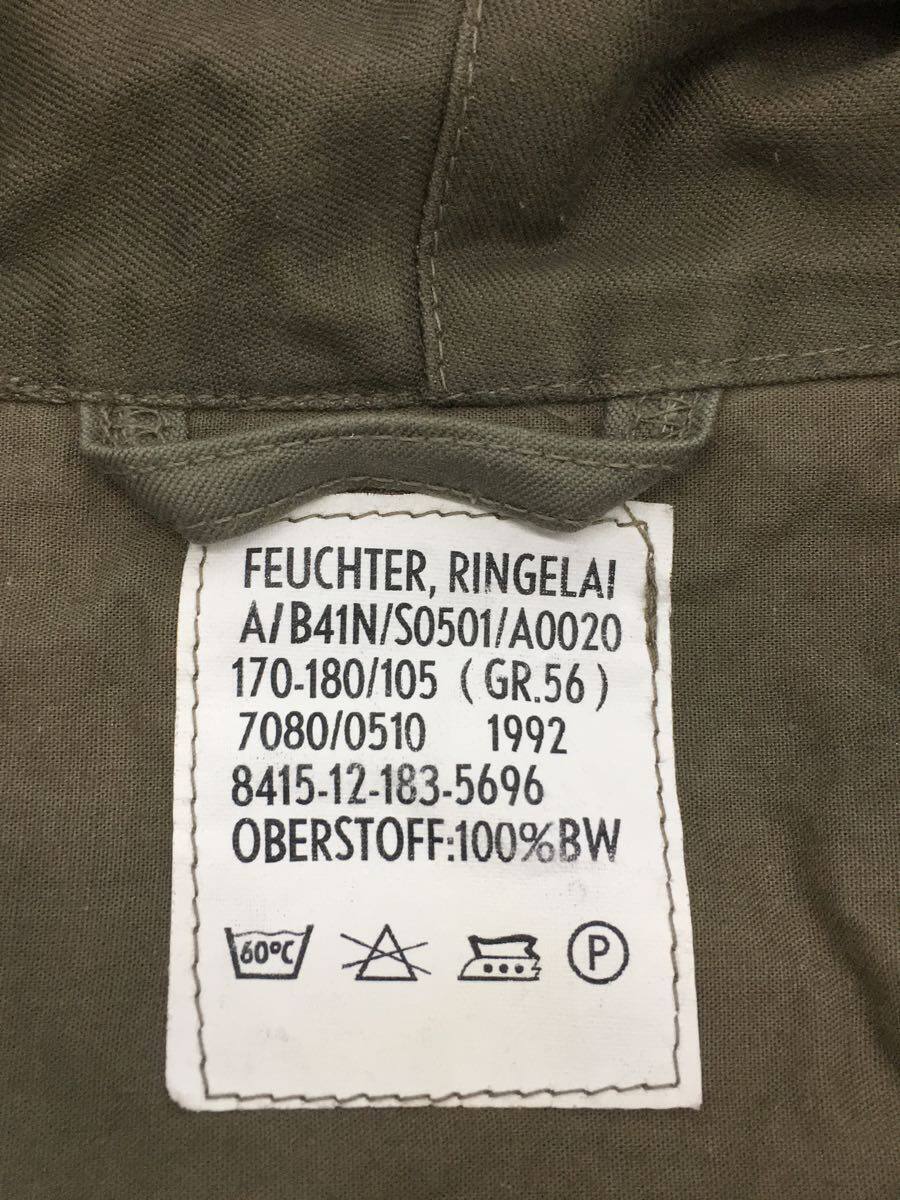 FEUCHTER, RINGELAI
A/B41N/S0501/A0020
170-180/105 (GR.56)
7080/0510 1992
8415-12-183-5696
OBERSTOFF:100%BW
60°C P